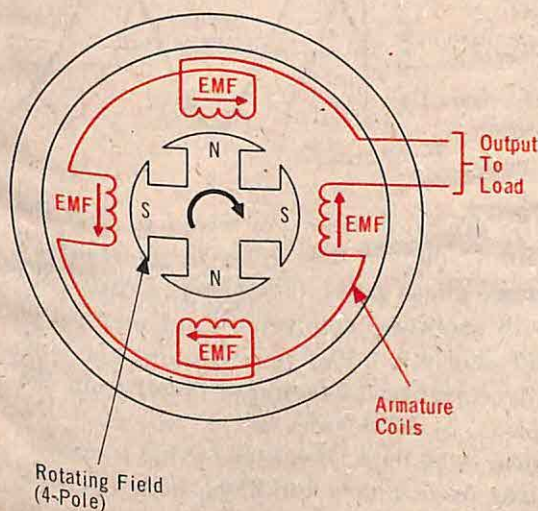 EMF
N
Output
To
Load
EMF
S
S
EMF
N
EMF
Armature
Coils
Rotating Field
(4-Pole)